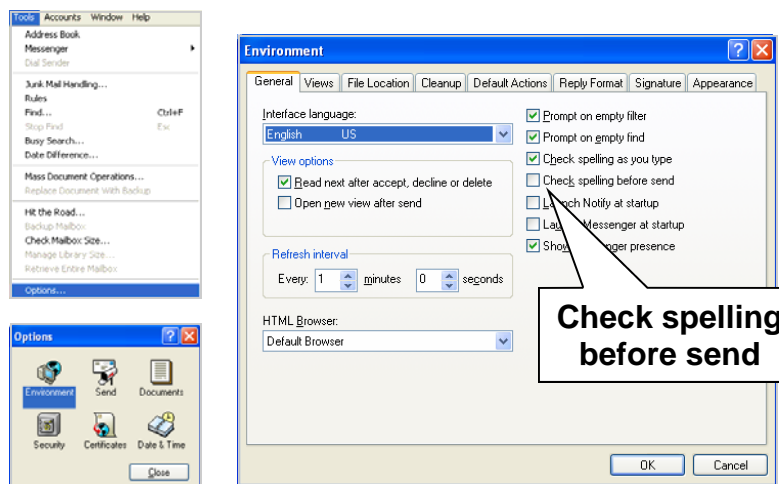 Tools Accounts Window Help
Address Book
Messenger
Dial Sender
Junk Mail Handling...
Rules
Find... Ctrl+F
Stop Find Esc
Busy Search...
Date Difference...
Mass Document Operations...
Replace Document With Backup
Hit the Road...
Backup Mailbox
Check Mailbox Size...
Manage Library Size...
Retrieve Entire Mailbox
Options...
Options
Environment Send Documents
Security Certificates Date & Time
Close
Environment
General Views File Location Cleanup Default Actions Reply Format Signature Appearance
Interface language:
English US
View options
Read next after accept, decline or delete
Open new view after send
Refresh interval
Every: 1 minutes 0 seconds
HTML Browser:
Default Browser
Prompt on empty filter
Prompt on empty find
Check spelling as you type
Check spelling before send
Launch Notify at startup
Messenger at startup
presence
Check spelling
before send
OK Cancel